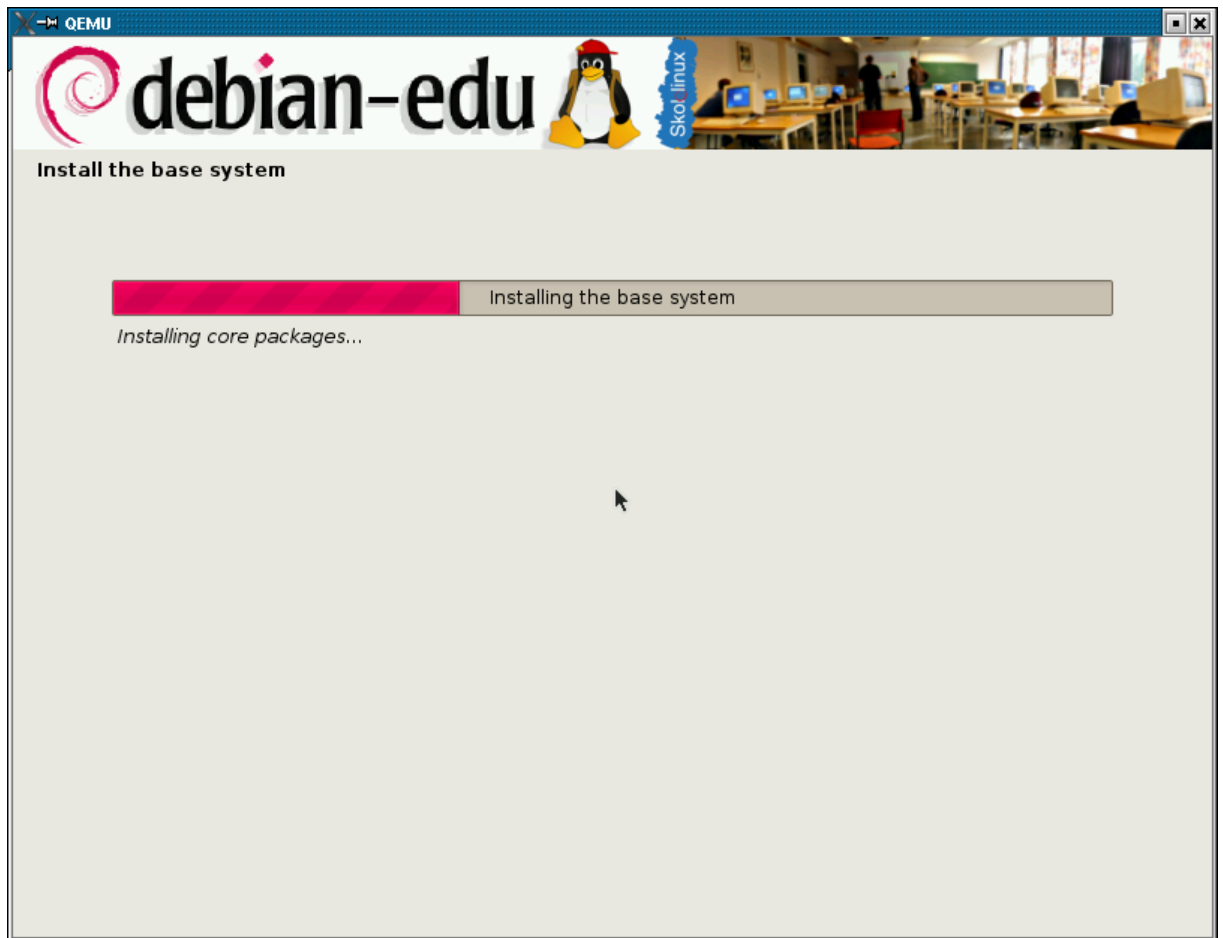 QEMU
debian-edu
Skolelinux
Install the base system
Installing the base system
Installing core packages...